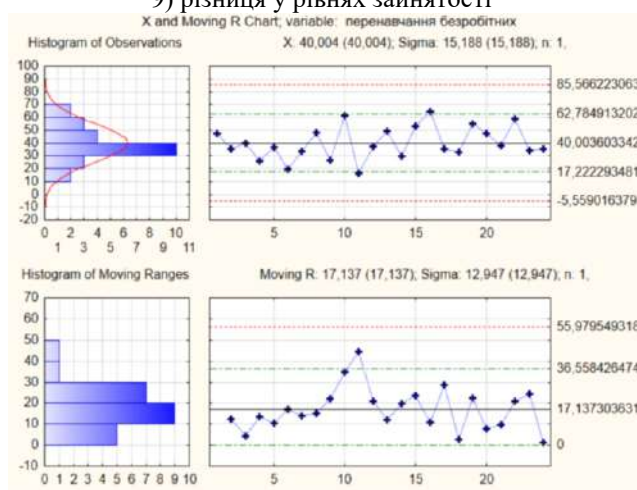 9) різниця у рівнях зайнятості
X and Moving R Chart; variable: перенавчання безробітних
Histogram of Observations
X: 40,004 (40,004); Sigma: 15,188 (15,188); n: 1,
100
90
80
70
60
50
40
30
20
10
0
-10
-20
0 2 4 6 8 10
1 3 5 7 9 11
85,566223063
62,784913202
40,003603342
17,222293481
-5,559016379
5 10 15 20
Histogram of Moving Ranges
Moving R: 17,137 (17,137); Sigma: 12,947 (12,947); n: 1,
70
60
50
40
30
20
10
0
-10
0 1 2 3 4 5 6 7 8 9 10
55,979549318
36,558426474
17,137303631
0
5 10 15 20